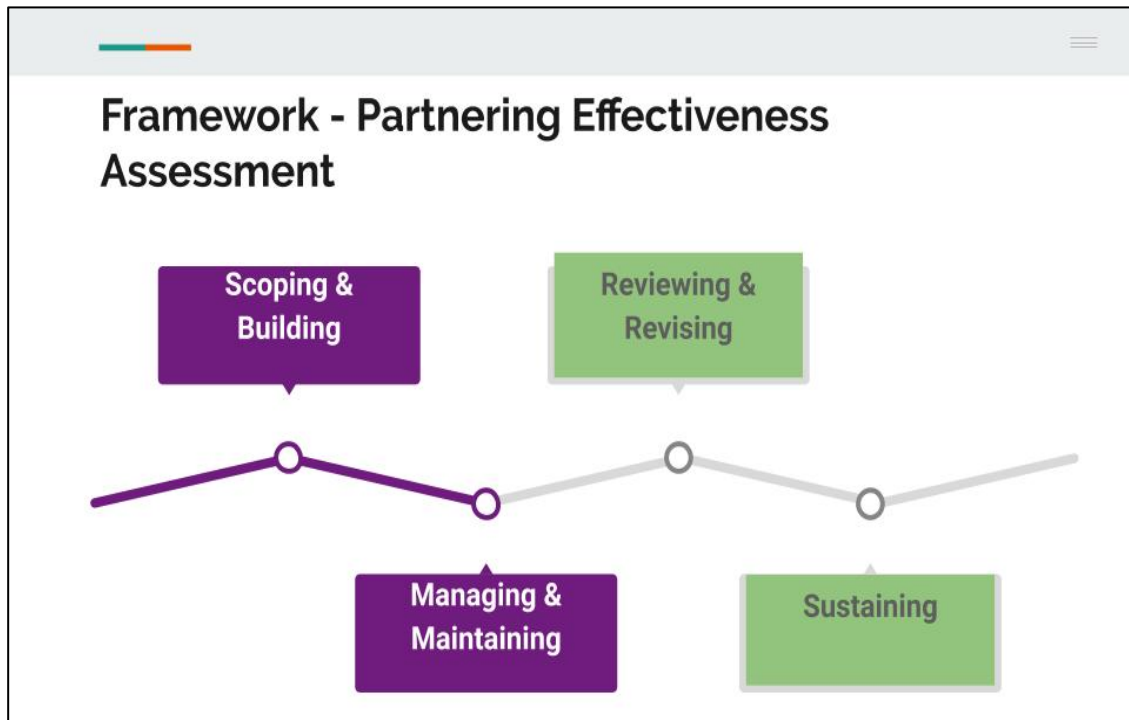 Framework - Partnering Effectiveness
Assessment
Scoping &
Building
Reviewing &
Revising
Managing &
Maintaining
Sustaining